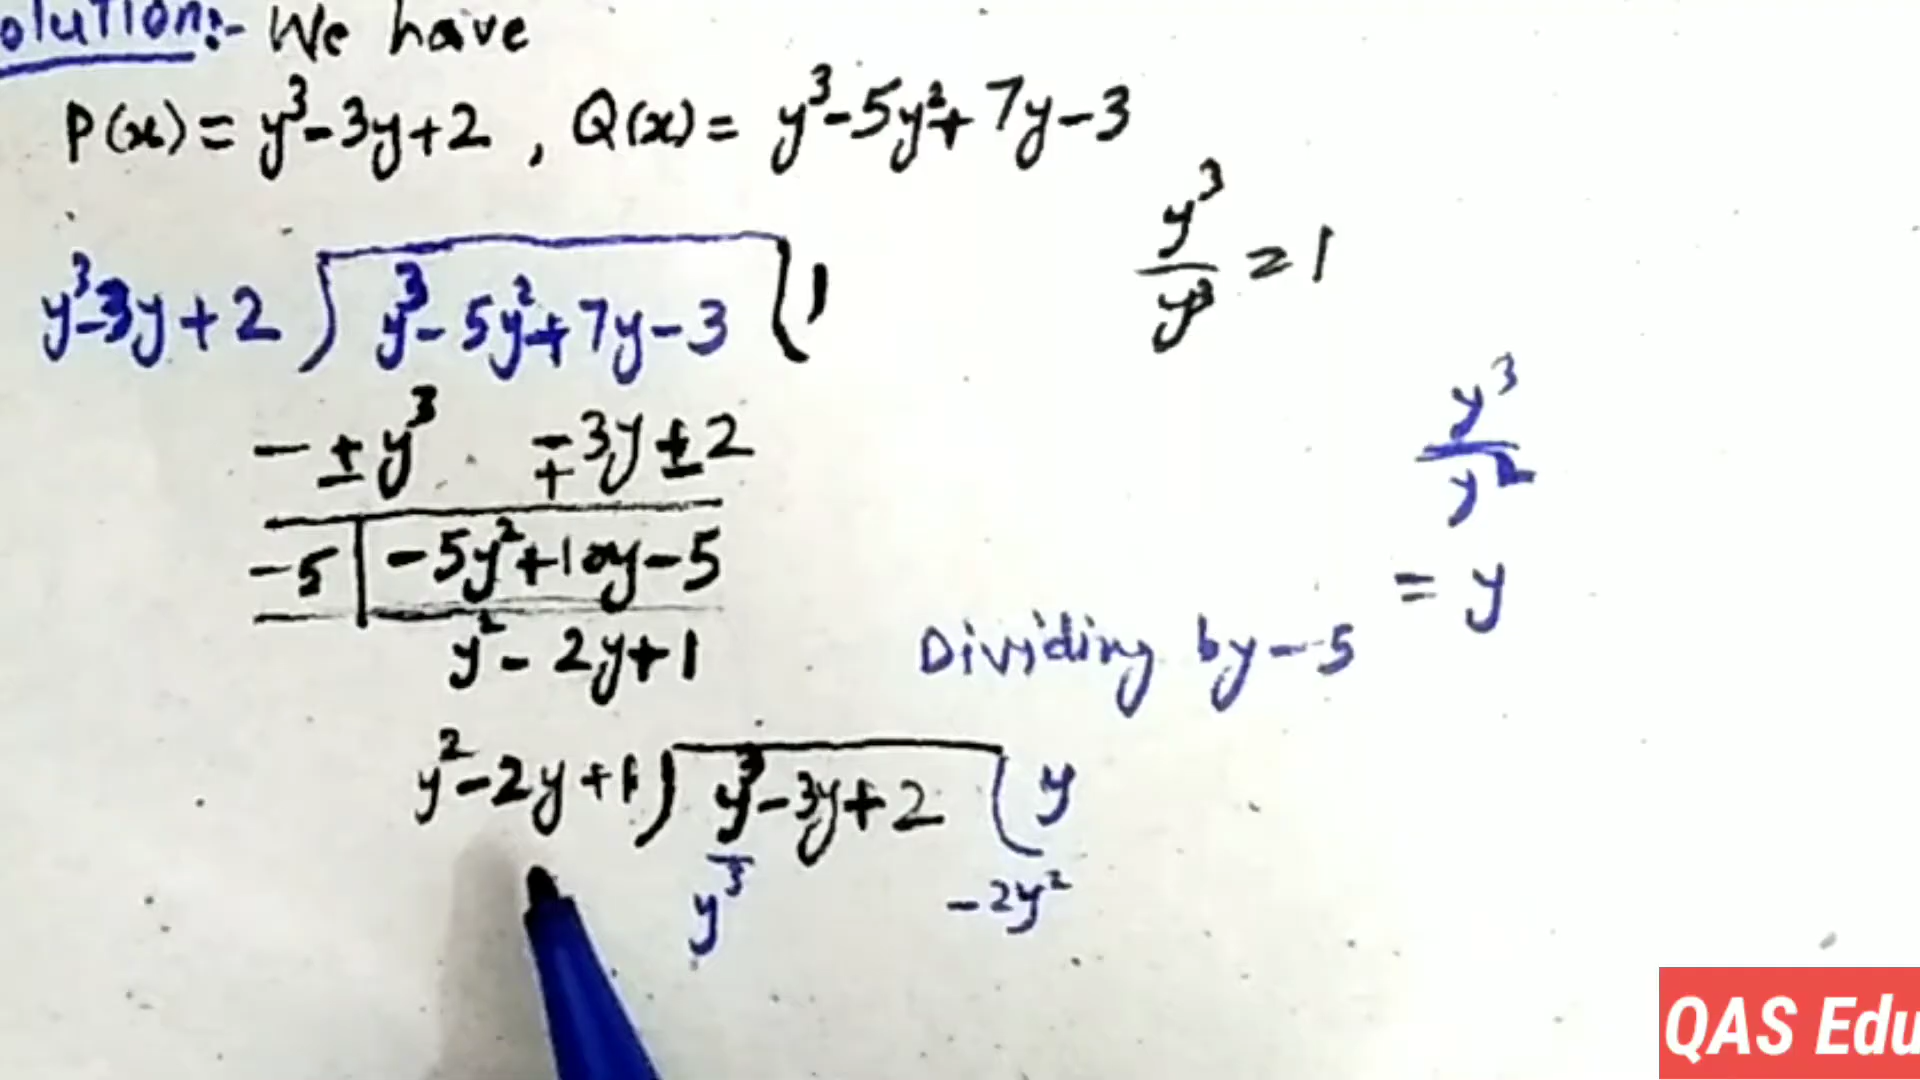 olution:- We have
P(x) = y³-3y+2 , Q(x) = y³-5y²+7y-3
y³-3y+2 ) y³-5y²+7y-3 ( 1
y³/y³ = 1
- ±y³ ∓3y±2
-5 | -5y²+10y-5
y²-2y+1
Dividing by -5
y³/y²
= y
y²-2y+1 ) y³-3y+2 ( y
y³ -2y²
QAS Edu